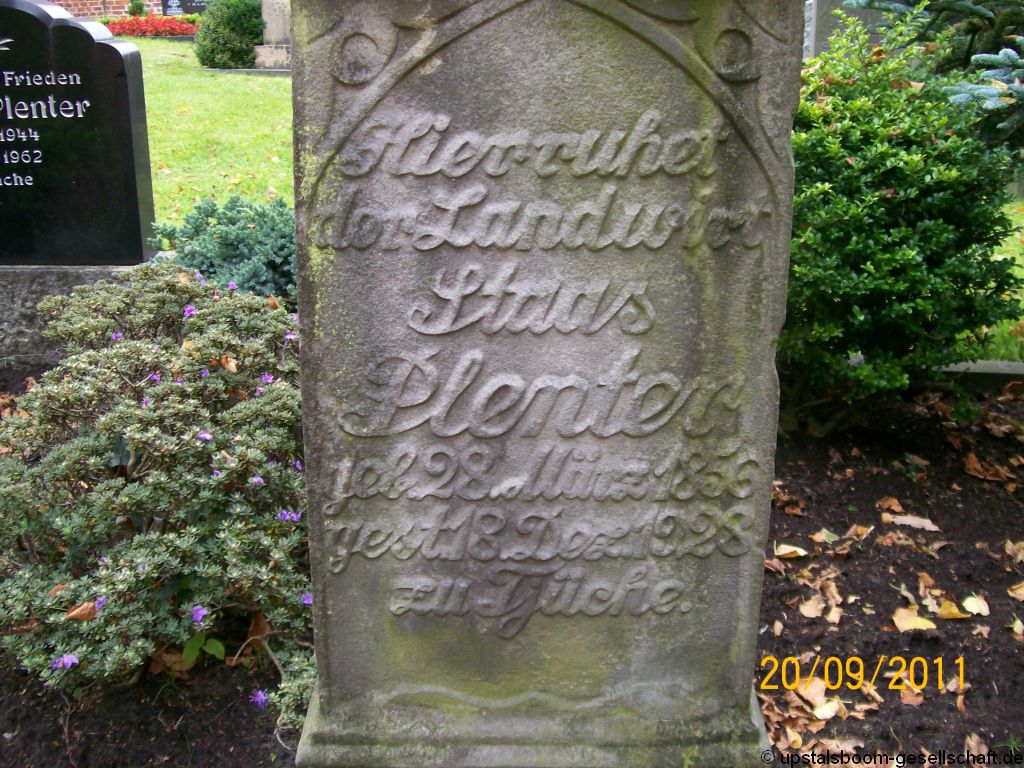 Frieden
Plenter
1944
1962
Hier ruhet
der Landwirt
Staas
Plenter
geb. 28. März 1856
gest. 18. Dez. 1928
zu Tjüche.
20/09/2011
© upstalsboom-gesellschaft.de